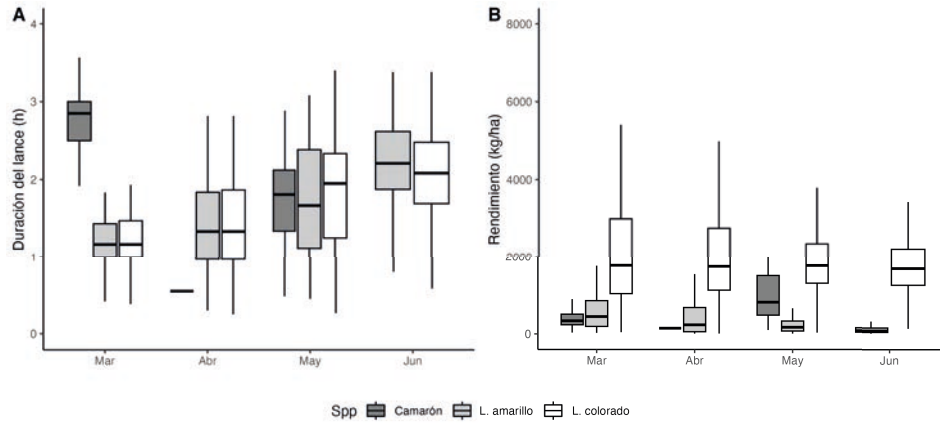 A
Duración del lance (h)
4
3
2
1
0
Mar
Abr
May
Jun
B
Rendimiento (kg/ha)
8000
6000
4000
2000
0
Mar
Abr
May
Jun
Spp
Camarón
L. amarillo
L. colorado